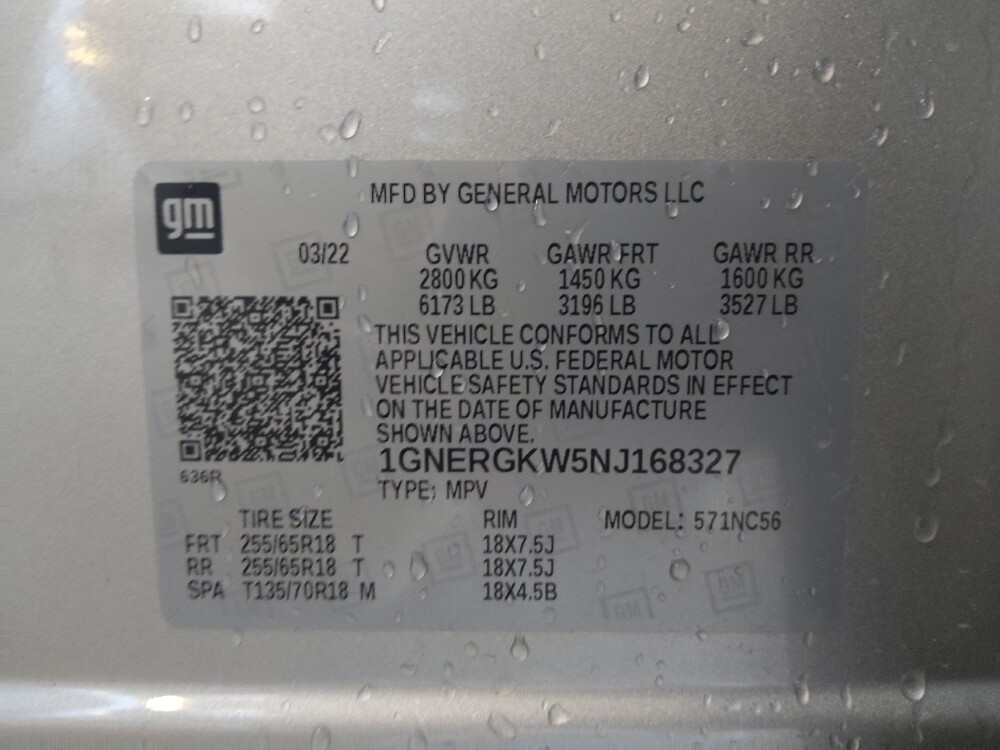 gm
MFD BY GENERAL MOTORS LLC
03/22 GVWR GAWR FRT GAWR RR
2800 KG 1450 KG 1600 KG
6173 LB 3196 LB 3527 LB
THIS VEHICLE CONFORMS TO ALL
APPLICABLE U.S. FEDERAL MOTOR
VEHICLE SAFETY STANDARDS IN EFFECT
ON THE DATE OF MANUFACTURE
SHOWN ABOVE.
1GNERGKW5NJ168327
636R
TYPE: MPV
TIRE SIZE RIM MODEL: 571NC56
FRT 255/65R18 T 18X7.5J
RR 255/65R18 T 18X7.5J
SPA T135/70R18 M 18X4.5B